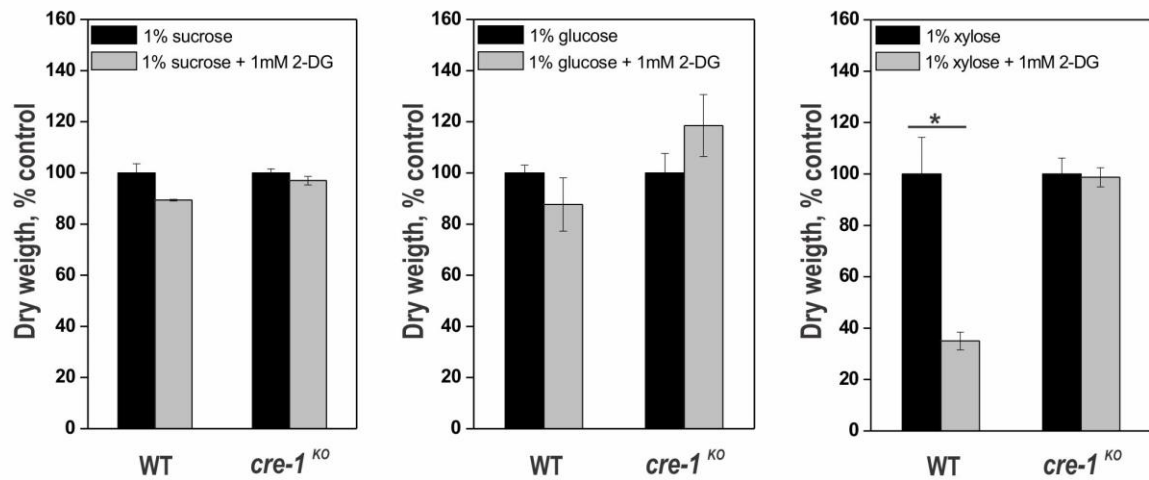 160
140
120
100
80
60
40
20
0
Dry weigth, % control
1% sucrose
1% sucrose + 1mM 2-DG
WT
cre-1 KO
160
140
120
100
80
60
40
20
0
Dry weigth, % control
1% glucose
1% glucose + 1mM 2-DG
WT
cre-1 KO
160
140
120
100
80
60
40
20
0
Dry weigth, % control
1% xylose
1% xylose + 1mM 2-DG
*
WT
cre-1 KO